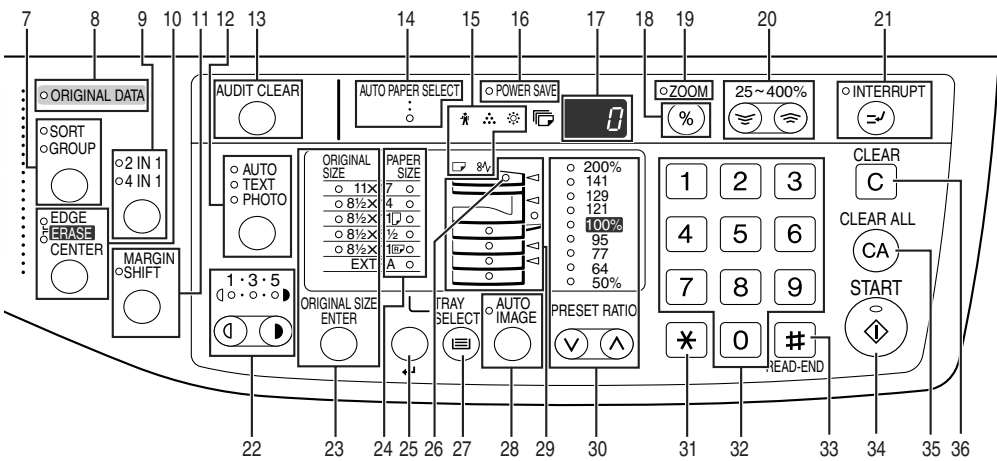 7 8 9 10 11 12 13 14 15 16 17 18 19 20 21
ORIGINAL DATA
SORT
GROUP
2 IN 1
4 IN 1
EDGE
ERASE
CENTER
MARGIN
SHIFT
AUDIT CLEAR
AUTO
TEXT
PHOTO
1 · 3 · 5
AUTO PAPER SELECT
POWER SAVE
0
ZOOM
%
25~400%
INTERRUPT
ORIGINAL
SIZE
PAPER
SIZE
11×17
8½×14
8½×11
8½×½
8½×11R
EXTRA
ORIGINAL SIZE
ENTER
TRAY
SELECT
AUTO
IMAGE
200%
141
129
121
100%
95
77
64
50%
PRESET RATIO
1 2 3
4 5 6
7 8 9
* 0 #
READ-END
CLEAR
C
CLEAR ALL
CA
START
22 23 24 25 26 27 28 29 30 31 32 33 34 35 36